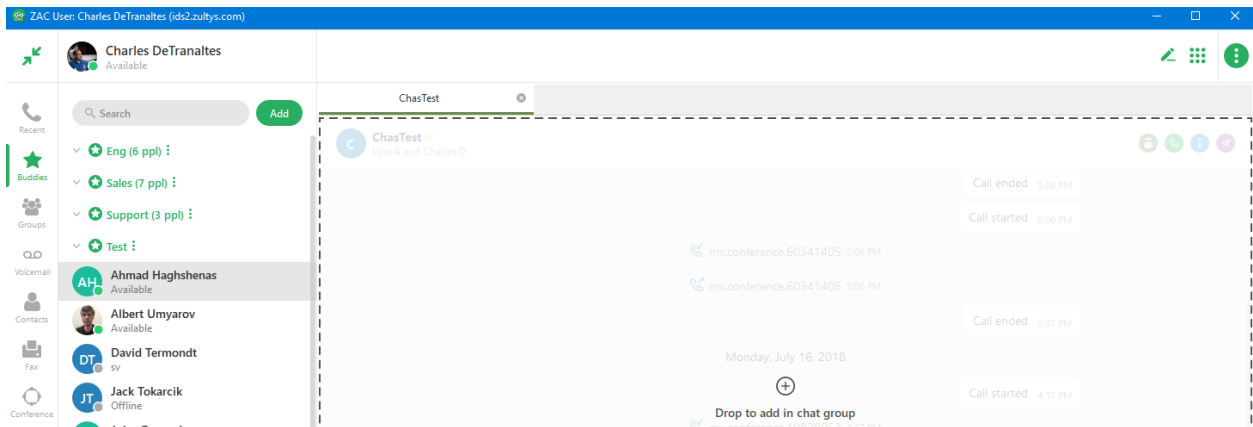 ZAC User: Charles DeTranaltes (ids2.zultys.com)
Charles DeTranaltes
Available
Recent
Buddies
Groups
Voicemail
Contacts
Fax
Conference
Search
Add
Eng (6 ppl)
Sales (7 ppl)
Support (3 ppl)
Test
AH
Ahmad Haghshenas
Available
Albert Umyarov
Available
DT
David Termondt
sv
JT
Jack Tokarcik
Offline
ChasTest
C
ChasTest
Lina A and Charles D
Call ended 5:06 PM
Call started 5:06 PM
mx.conference.60341405 5:06 PM
mx.conference.60341405 5:06 PM
Call ended 5:07 PM
Monday, July 16, 2018
Call started 4:17 PM
Drop to add in chat group